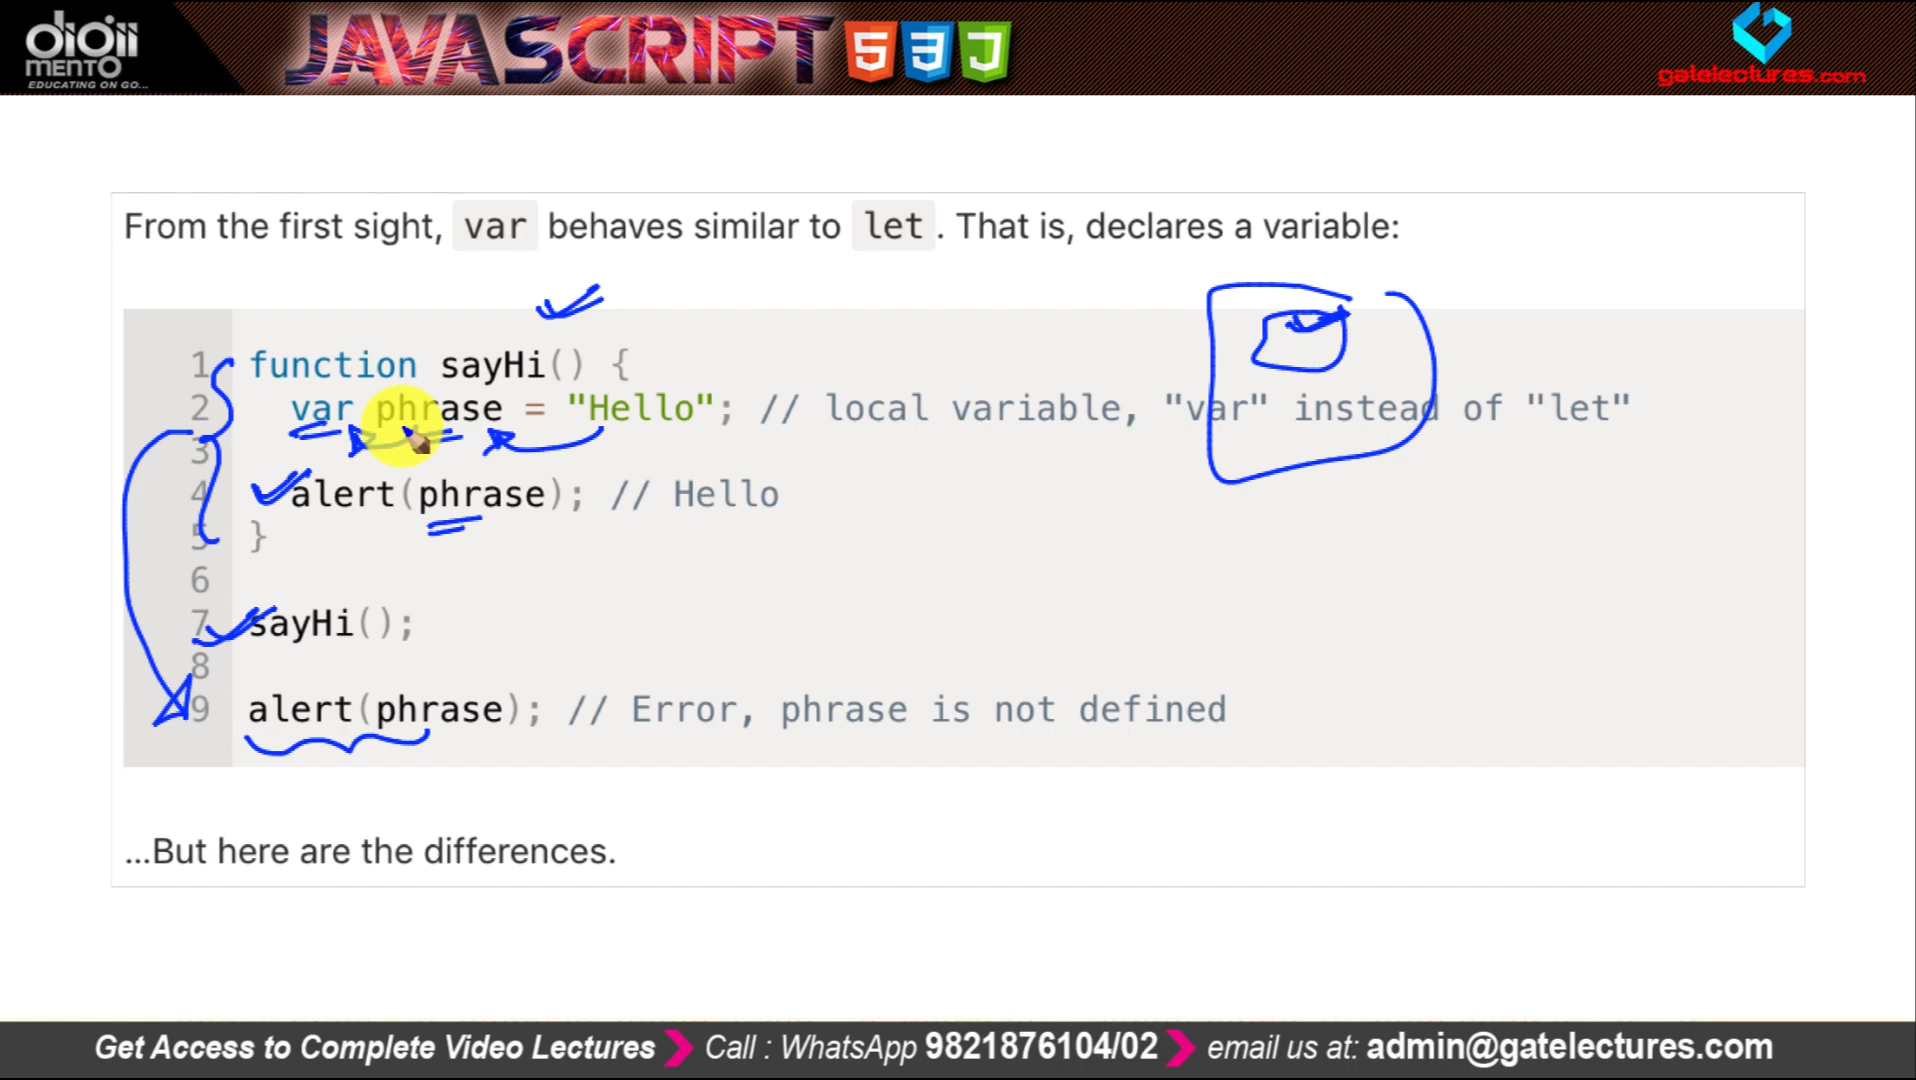 digii
MENTO
EDUCATING ON GO...
JAVASCRIPT
5 3 J
gatelectures.com
From the first sight, var behaves similar to let . That is, declares a variable:
1 function sayHi() {
2 var phrase = "Hello"; // local variable, "var" instead of "let"
3
4 alert(phrase); // Hello
5 }
6
7 sayHi();
8
9 alert(phrase); // Error, phrase is not defined
...But here are the differences.
Get Access to Complete Video Lectures Call : WhatsApp 9821876104/02 email us at: admin@gatelectures.com